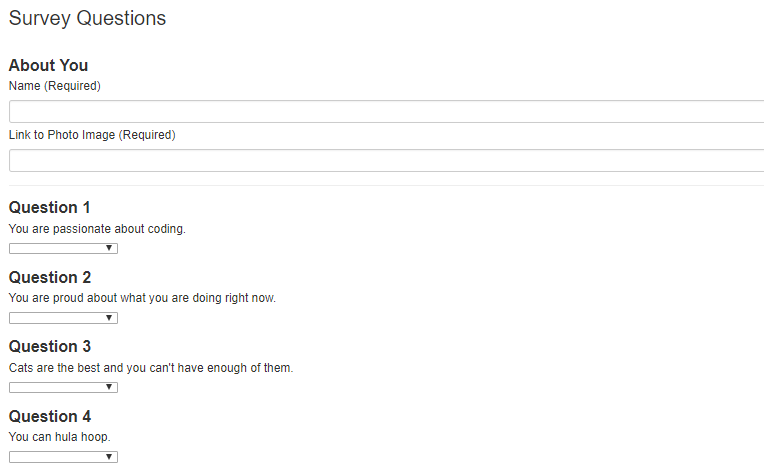 Survey Questions
About You
Name (Required)
Link to Photo Image (Required)
Question 1
You are passionate about coding.
Question 2
You are proud about what you are doing right now.
Question 3
Cats are the best and you can't have enough of them.
Question 4
You can hula hoop.